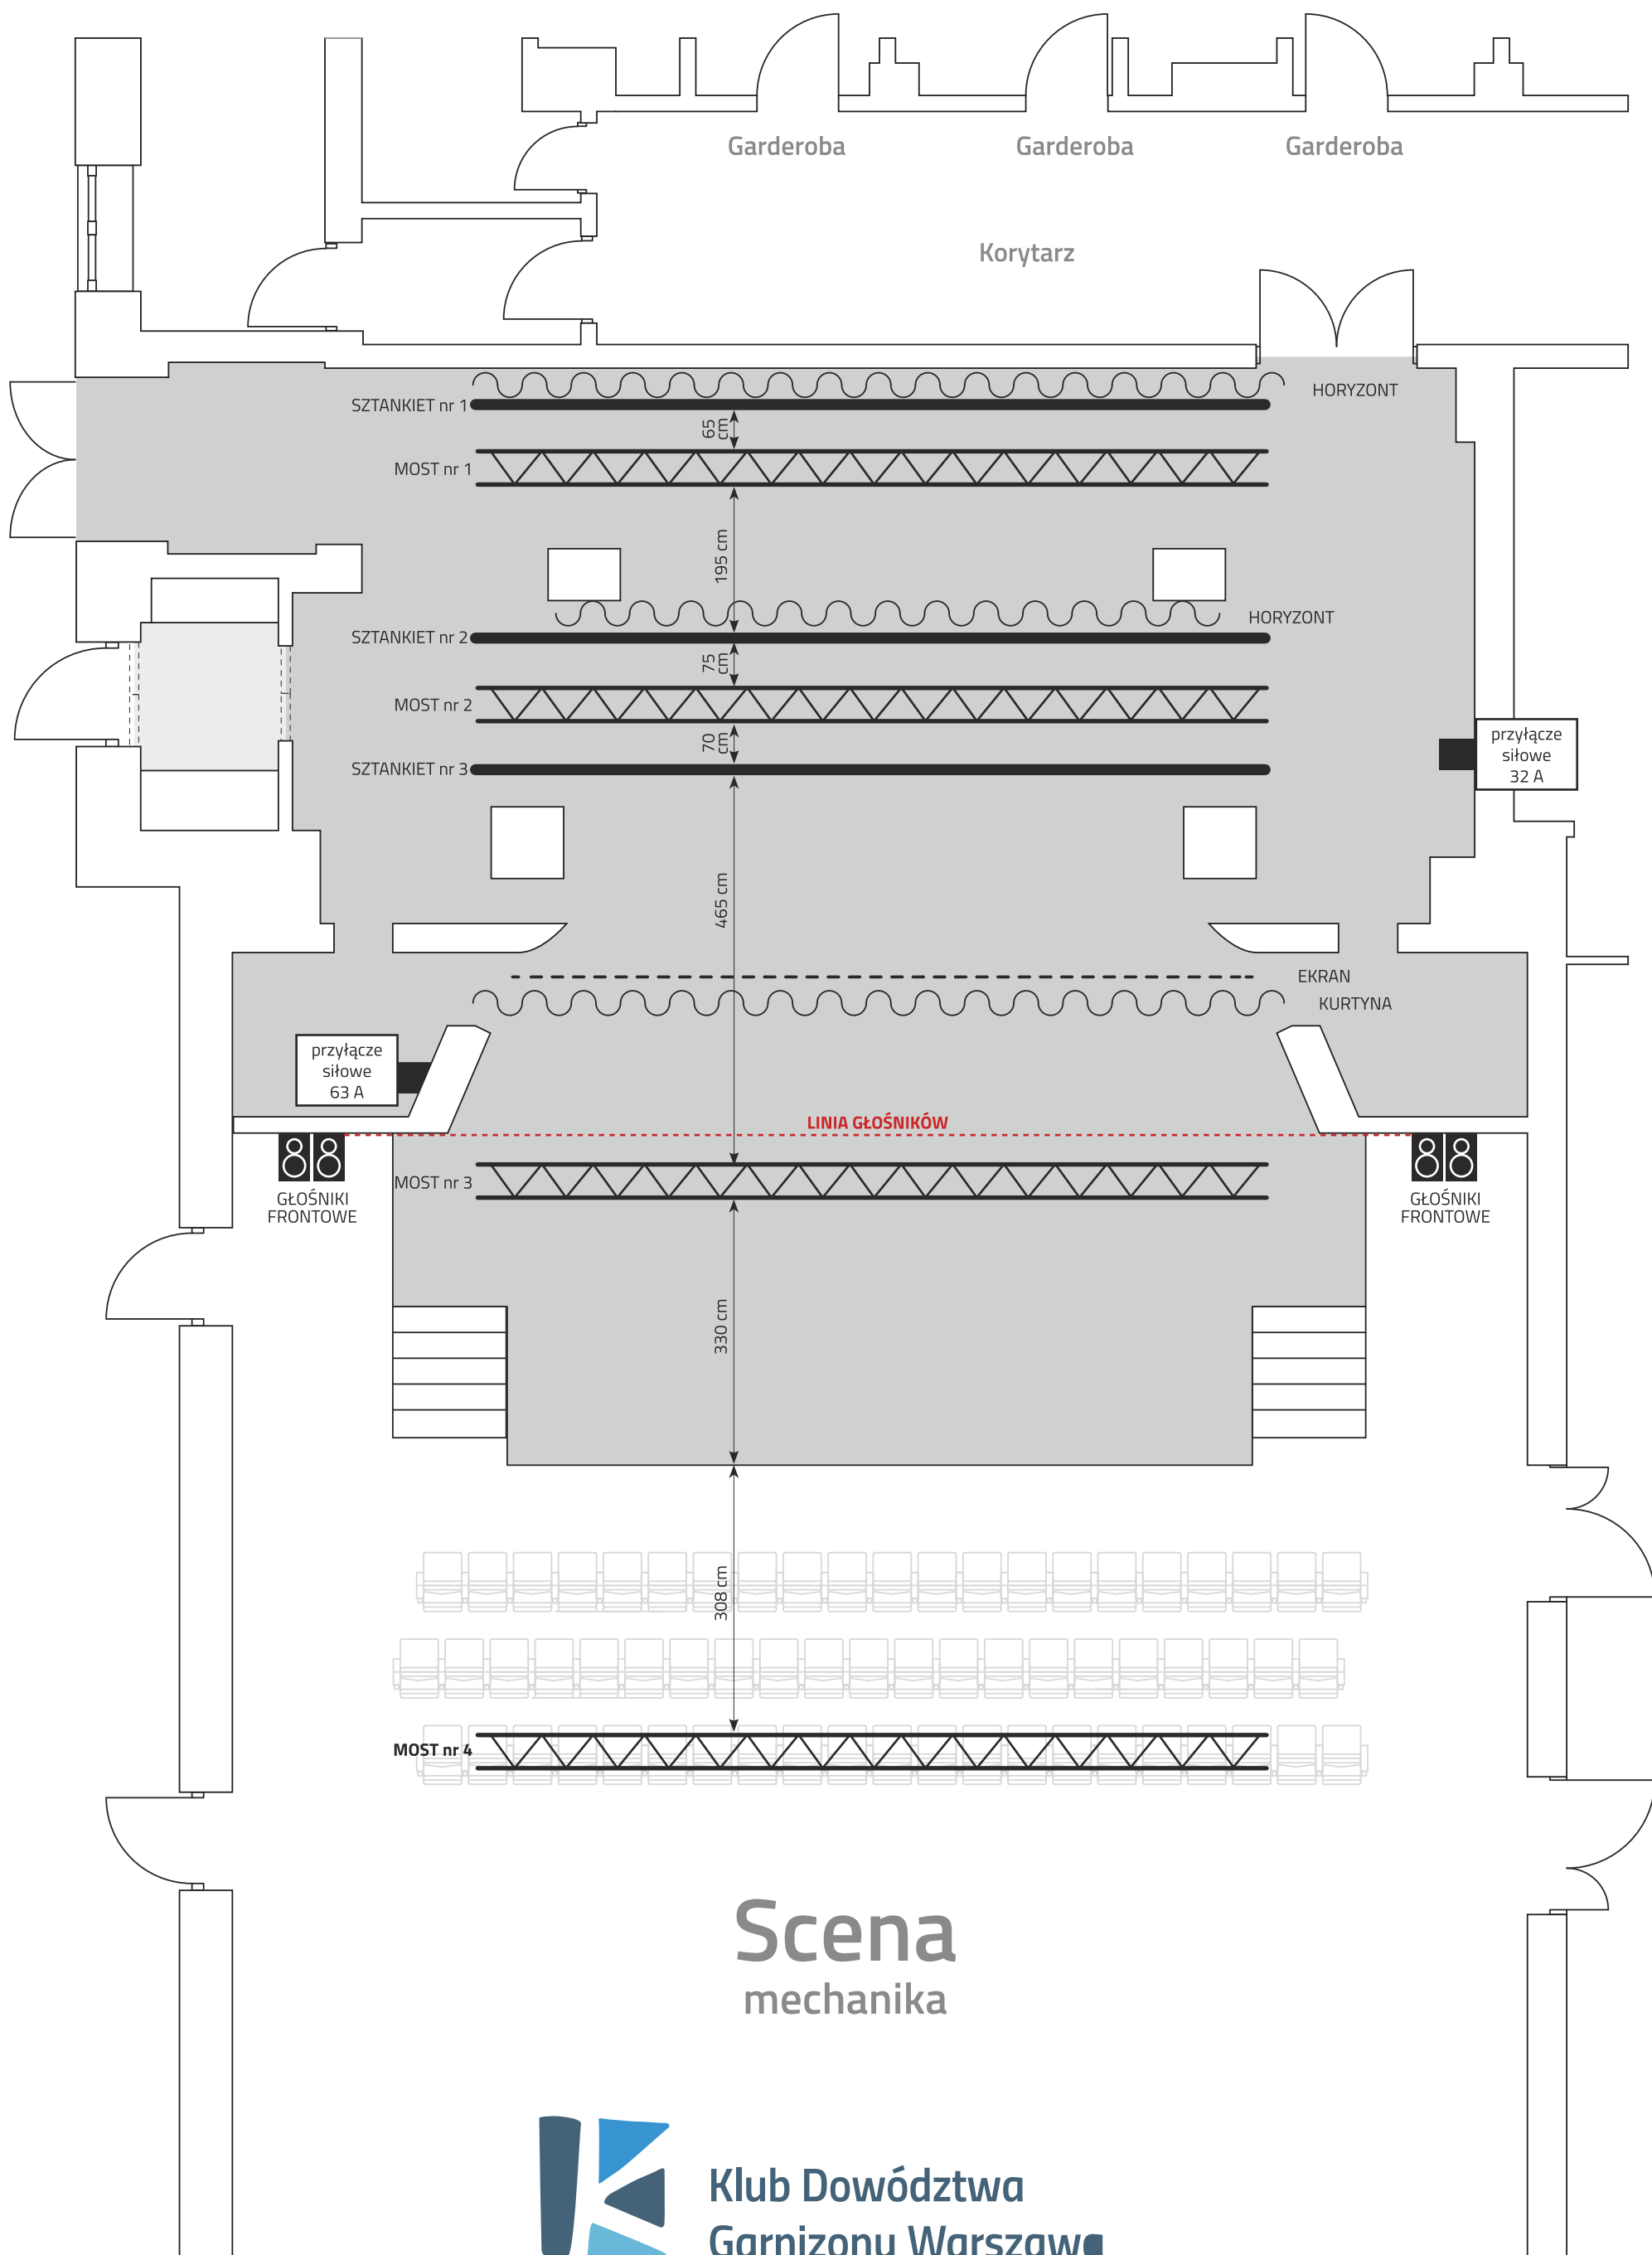 Garderoba
Garderoba
Garderoba
Korytarz
HORYZONT
SZTANKIET nr 1
65
cm
MOST nr 1
195 cm
HORYZONT
SZTANKIET nr 2
75
cm
MOST nr 2
70
cm
SZTANKIET nr 3
przyłącze
siłowe
32 A
465 cm
EKRAN
KURTYNA
przyłącze
siłowe
63 A
LINIA GŁOŚNIKÓW
MOST nr 3
GŁOŚNIKI
FRONTOWE
GŁOŚNIKI
FRONTOWE
330 cm
308 cm
MOST nr 4
Scena
mechanika
Klub Dowództwa
Garnizonu Warszawa